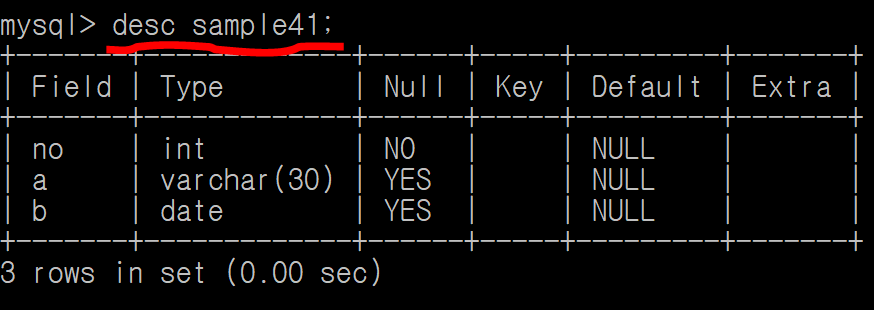 mysql> desc sample41;
+-------+-------------+------+-----+---------+-------+
| Field | Type        | Null | Key | Default | Extra |
+-------+-------------+------+-----+---------+-------+
| no    | int         | NO   |     | NULL    |       |
| a     | varchar(30) | YES  |     | NULL    |       |
| b     | date        | YES  |     | NULL    |       |
+-------+-------------+------+-----+---------+-------+
3 rows in set (0.00 sec)